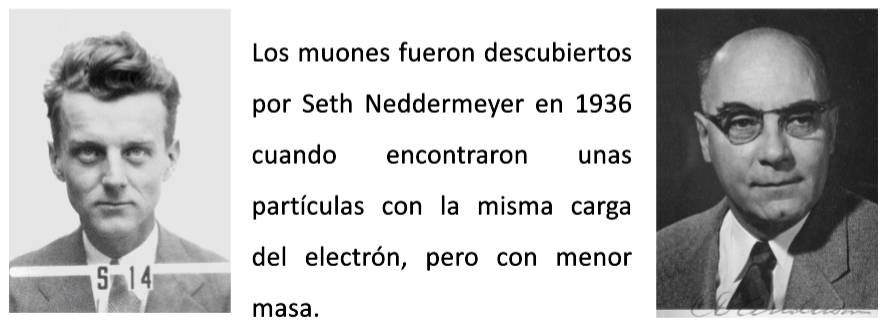 Los muones fueron descubiertos
por Seth Neddermeyer en 1936
cuando encontraron unas
partículas con la misma carga
del electrón, pero con menor
masa.
S 14